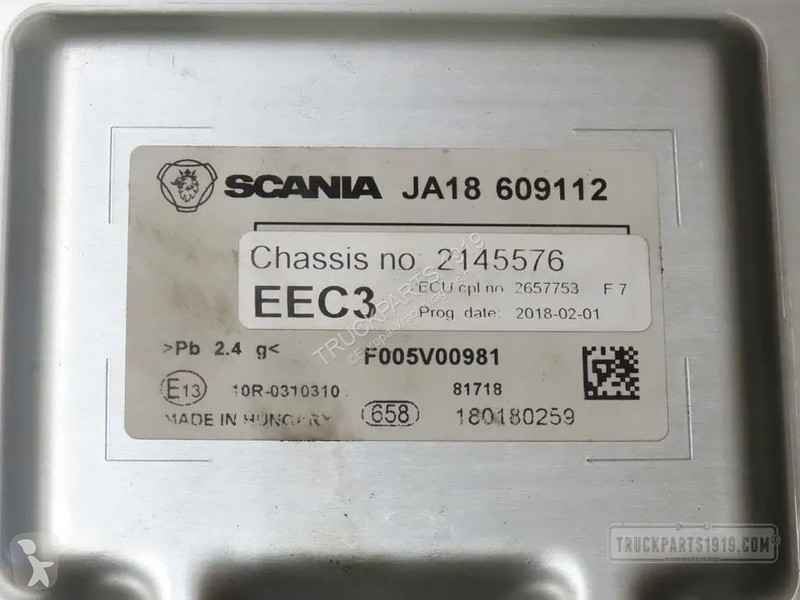 SCANIA JA18 609112
Chassis no 2145576
ECU cpl no 2657753 F 7
EEC3
Prog. date: 2018-02-01
>Pb 2.4 g< F005V00981
E13 10R-0310310 81718
MADE IN HUNGARY 658 180180259
TRUCKPARTS1919
TRUCKPARTS1919.COM